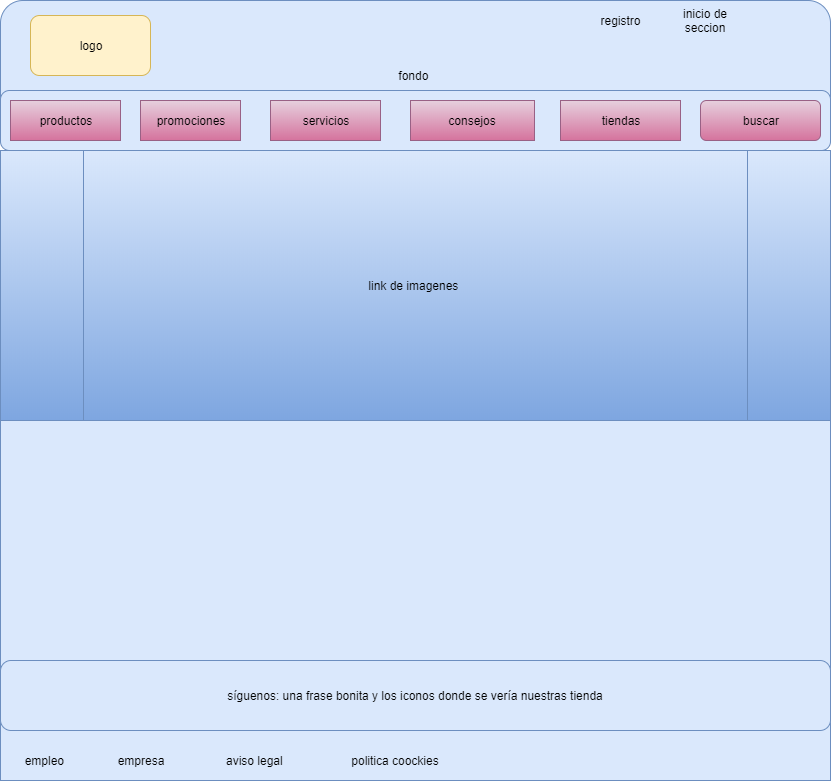 registro
inicio de
seccion
logo
fondo
productos
promociones
servicios
consejos
tiendas
buscar
link de imagenes
síguenos: una frase bonita y los iconos donde se vería nuestras tienda
empleo
empresa
aviso legal
politica coockies